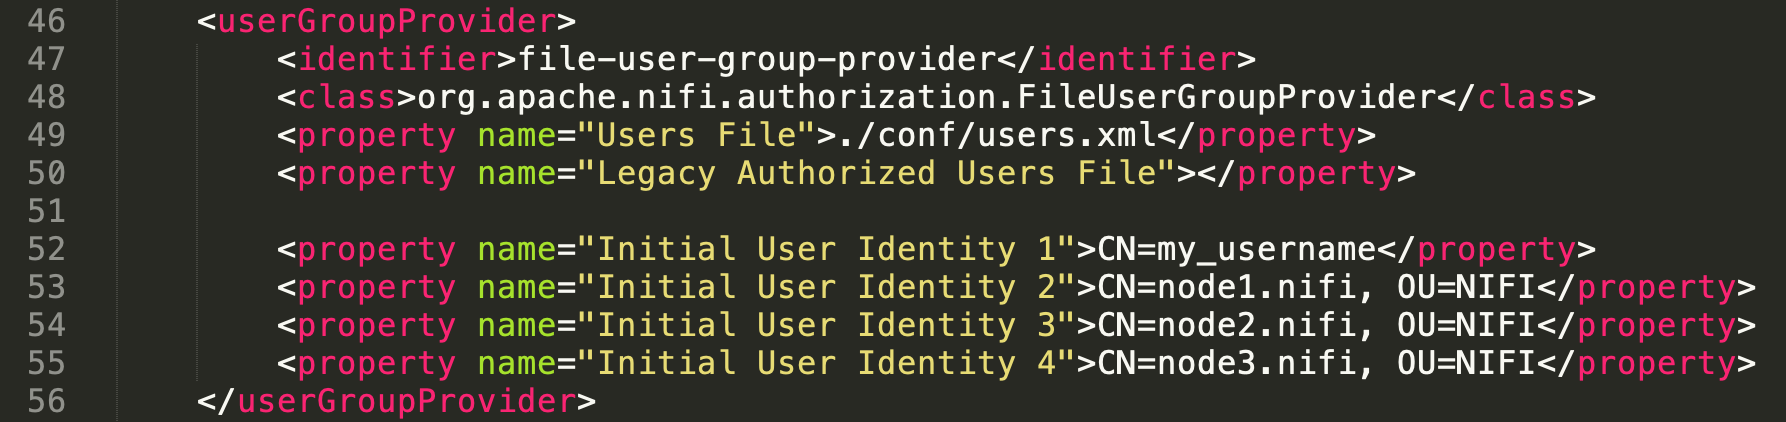 46 <userGroupProvider>
47 <identifier>file-user-group-provider</identifier>
48 <class>org.apache.nifi.authorization.FileUserGroupProvider</class>
49 <property name="Users File">./conf/users.xml</property>
50 <property name="Legacy Authorized Users File"></property>
51
52 <property name="Initial User Identity 1">CN=my_username</property>
53 <property name="Initial User Identity 2">CN=node1.nifi, OU=NIFI</property>
54 <property name="Initial User Identity 3">CN=node2.nifi, OU=NIFI</property>
55 <property name="Initial User Identity 4">CN=node3.nifi, OU=NIFI</property>
56 </userGroupProvider>